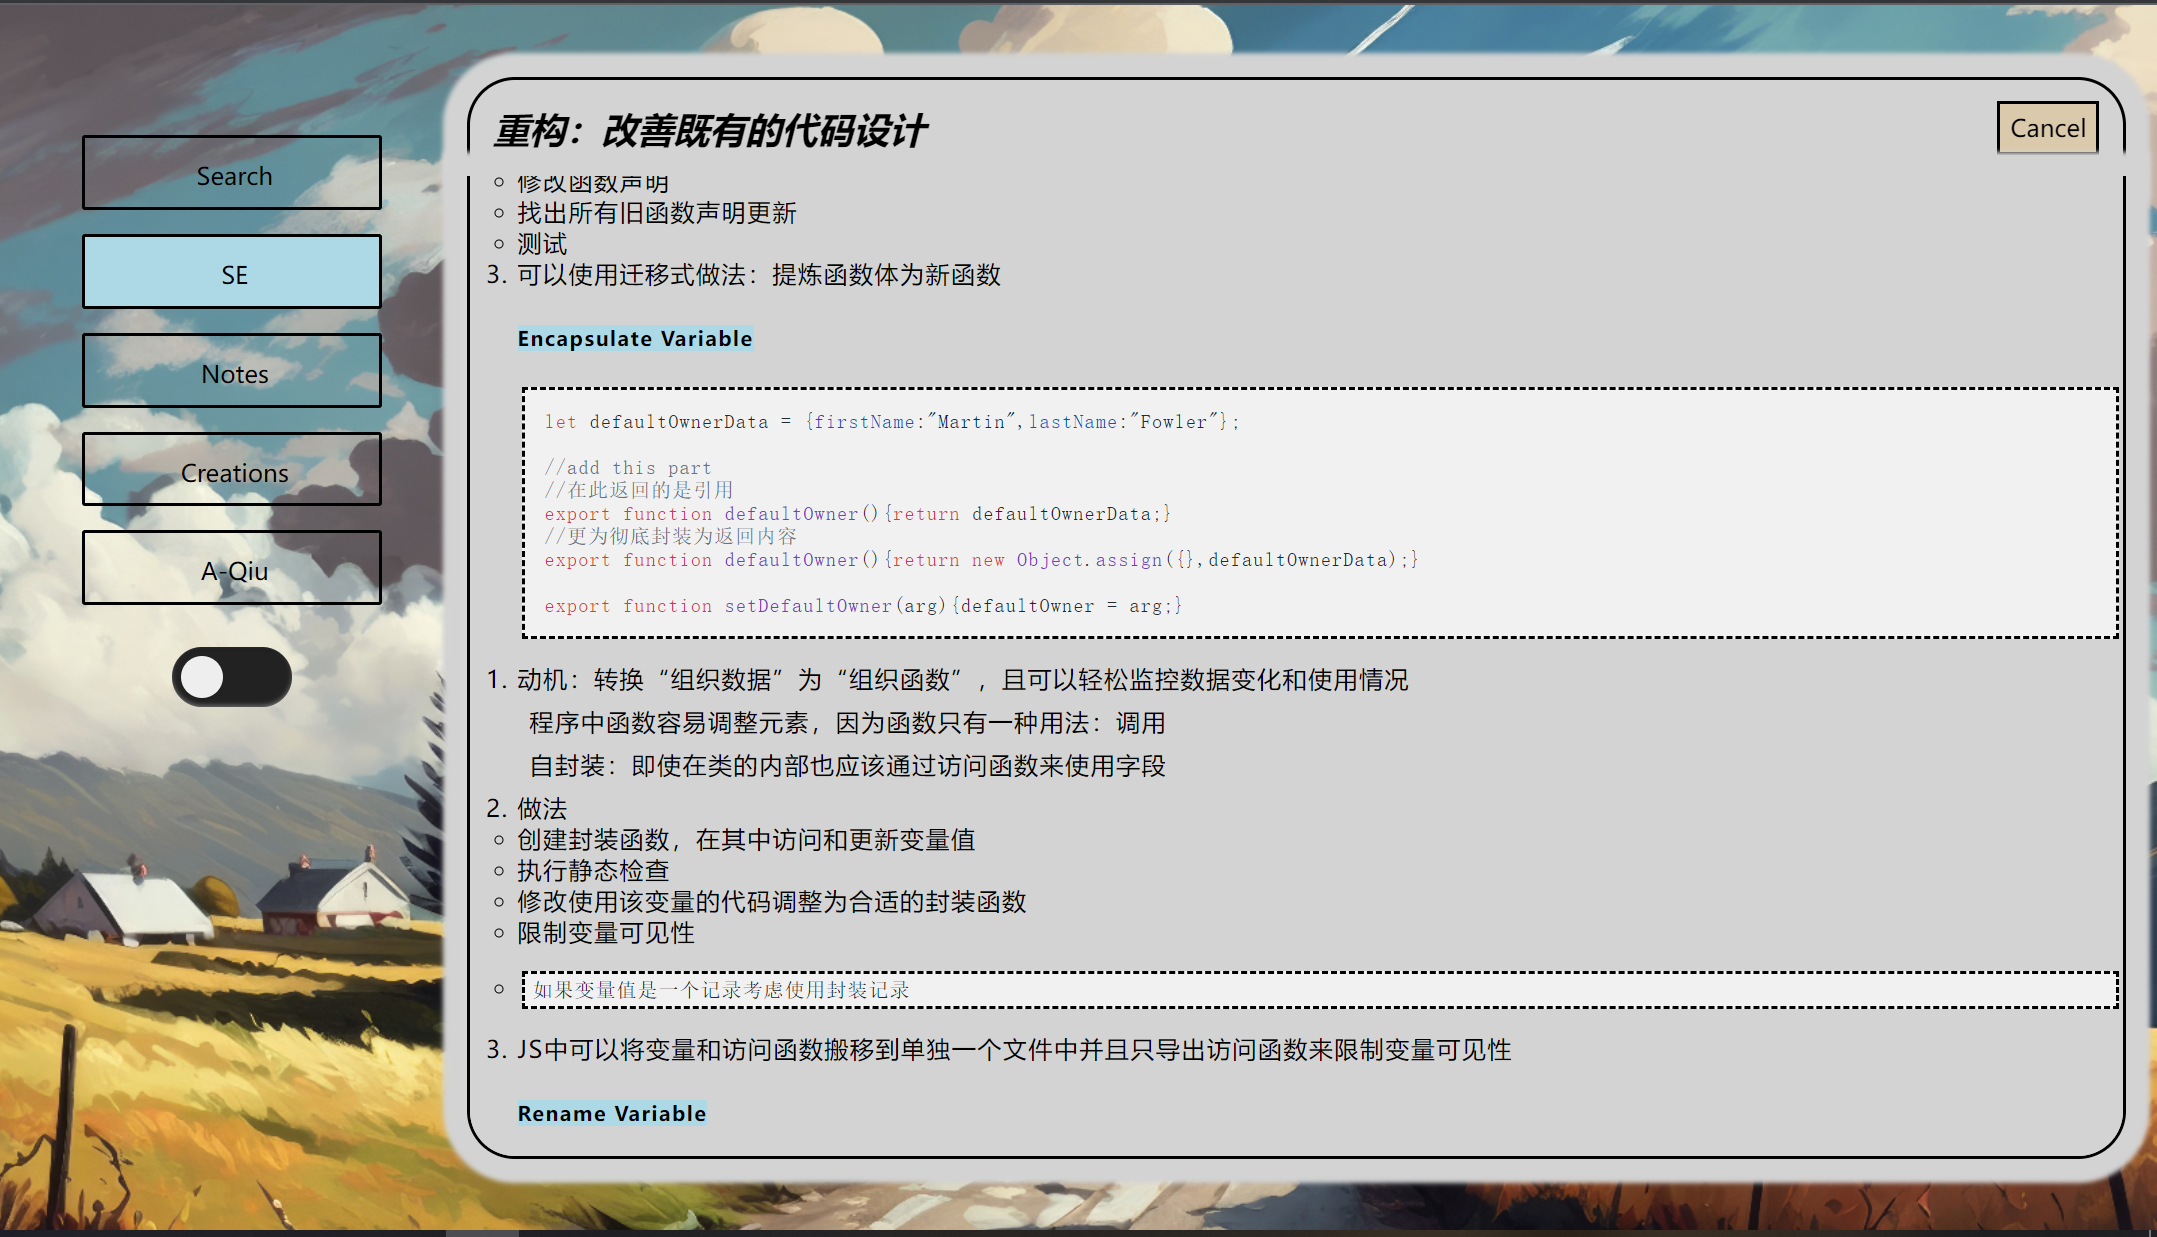 Search
SE
Notes
Creations
A-Qiu
重构：改善既有的代码设计
Cancel
修改函数声明
找出所有旧函数声明更新
测试
3. 可以使用迁移式做法：提炼函数体为新函数
Encapsulate Variable
let defaultOwnerData = {firstName:"Martin",lastName:"Fowler"};
//add this part
//在此返回的是引用
export function defaultOwner(){return defaultOwnerData;}
//更为彻底封装为返回内容
export function defaultOwner(){return new Object.assign({},defaultOwnerData);}
export function setDefaultOwner(arg){defaultOwner = arg;}
1. 动机：转换“组织数据”为“组织函数”，且可以轻松监控数据变化和使用情况
程序中函数容易调整元素，因为函数只有一种用法：调用
自封装：即使在类的内部也应该通过访问函数来使用字段
2. 做法
创建封装函数，在其中访问和更新变量值
执行静态检查
修改使用该变量的代码调整为合适的封装函数
限制变量可见性
如果变量值是一个记录考虑使用封装记录
3. JS中可以将变量和访问函数搬移到单独一个文件中并且只导出访问函数来限制变量可见性
Rename Variable